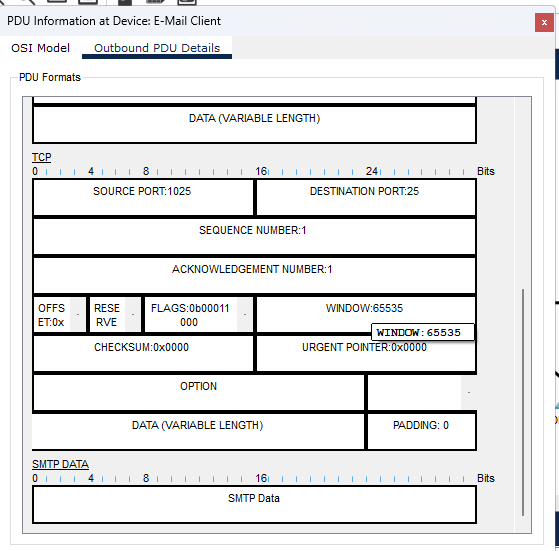 PDU Information at Device: E-Mail Client
x
OSI Model Outbound PDU Details
PDU Formats
DATA (VARIABLE LENGTH)
TCP
0 4 8 16 24 Bits
SOURCE PORT:1025 DESTINATION PORT:25
SEQUENCE NUMBER:1
ACKNOWLEDGEMENT NUMBER:1
OFFS
ET:0x
RESE
RVE
FLAGS:0b00011
000
WINDOW:65535
WINDOW:65535
CHECKSUM:0x0000 URGENT POINTER:0x0000
OPTION
DATA (VARIABLE LENGTH) PADDING: 0
SMTP DATA
0 4 8 16 Bits
SMTP Data